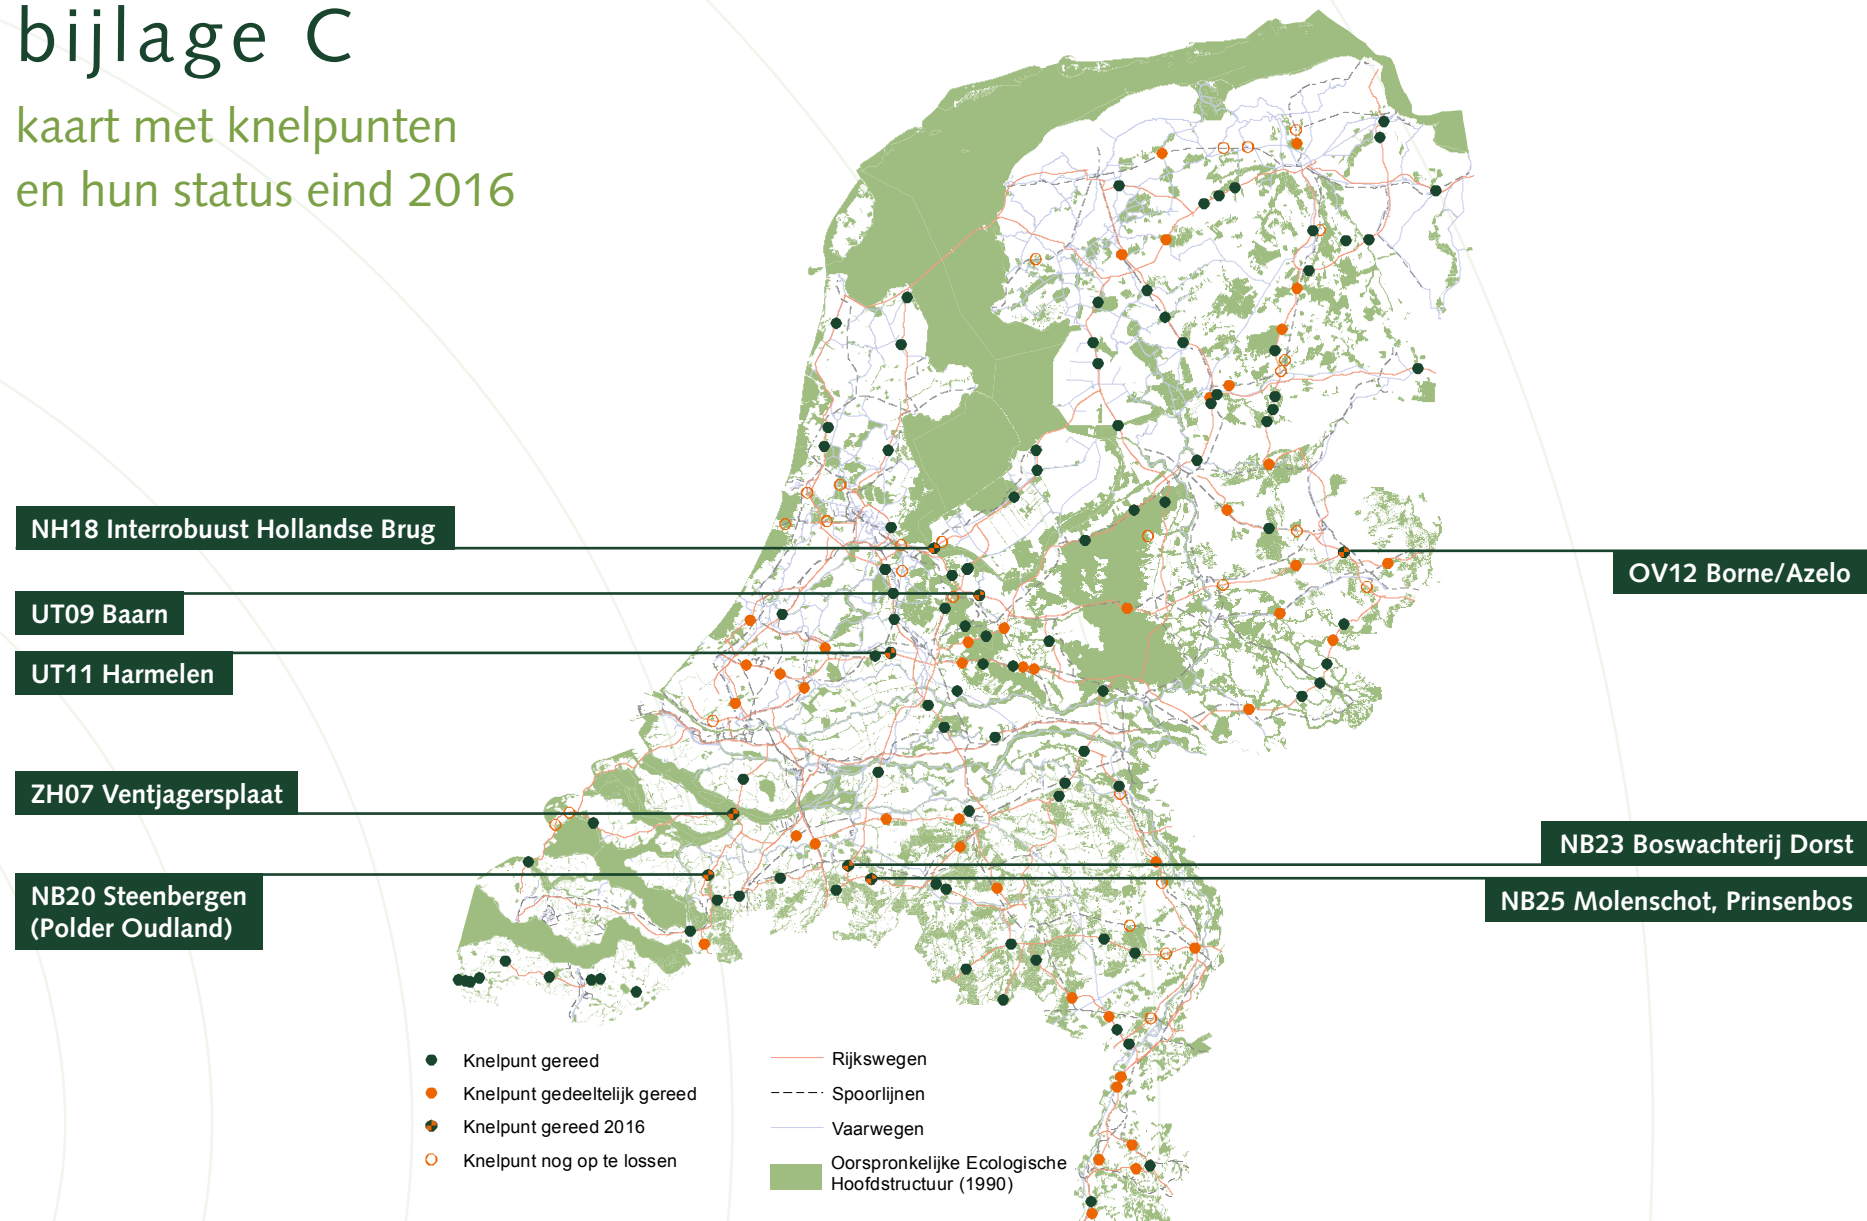 bijlage C
kaart met knelpunten
en hun status eind 2016
NH18 Interrobuust Hollandse Brug
UT09 Baarn
UT11 Harmelen
ZH07 Ventjagersplaat
NB20 Steenbergen
(Polder Oudland)
OV12 Borne/Azelo
NB23 Boswachterij Dorst
NB25 Molenschot, Prinsenbos
Knelpunt gereed
Knelpunt gedeeltelijk gereed
Knelpunt gereed 2016
Knelpunt nog op te lossen
Rijkswegen
Spoorlijnen
Vaarwegen
Oorspronkelijke Ecologische
Hoofdstructuur (1990)